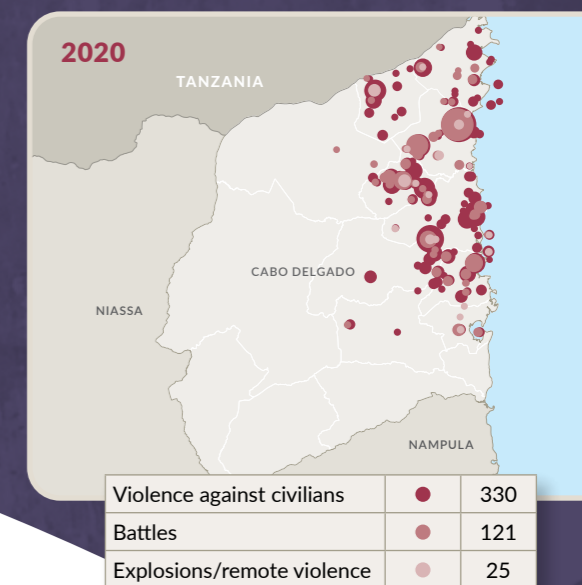 2020
TANZANIA
CABO DELGADO
NIASSA
NAMPULA
Violence against civilians 330
Battles 121
Explosions/remote violence 25